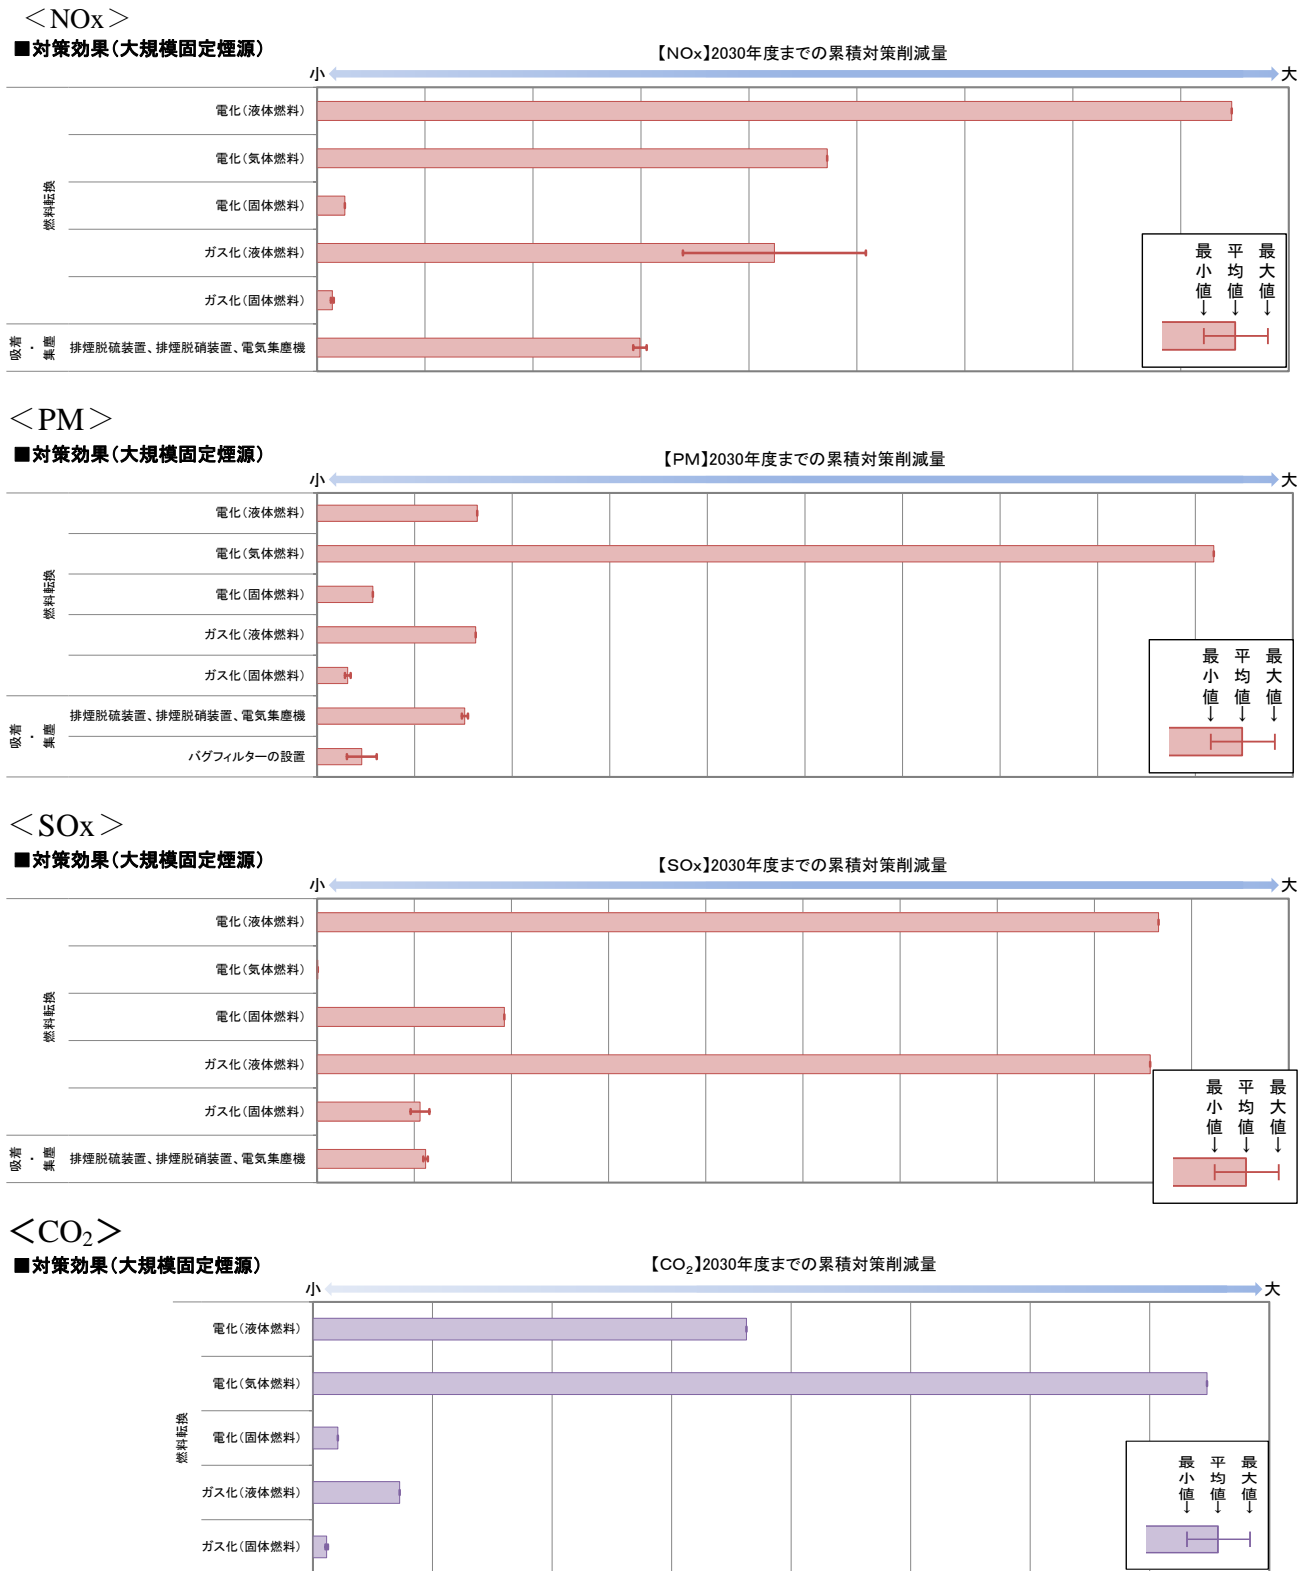 ＜NOx＞
■対策効果（大規模固定煙源）
【NOx】2030年度までの累積対策削減量
小 大
電化（液体燃料）
電化（気体燃料）
電化（固体燃料）
ガス化（液体燃料）
ガス化（固体燃料）
燃料転換
排煙脱硫装置、排煙脱硝装置、電気集塵機
吸着・集塵
最小値↓ 平均値↓ 最大値↓
＜PM＞
■対策効果（大規模固定煙源）
【PM】2030年度までの累積対策削減量
小 大
電化（液体燃料）
電化（気体燃料）
電化（固体燃料）
ガス化（液体燃料）
ガス化（固体燃料）
燃料転換
排煙脱硫装置、排煙脱硝装置、電気集塵機
バグフィルターの設置
吸着・集塵
最小値↓ 平均値↓ 最大値↓
＜SOx＞
■対策効果（大規模固定煙源）
【SOx】2030年度までの累積対策削減量
小 大
電化（液体燃料）
電化（気体燃料）
電化（固体燃料）
ガス化（液体燃料）
ガス化（固体燃料）
燃料転換
排煙脱硫装置、排煙脱硝装置、電気集塵機
吸着・集塵
最小値↓ 平均値↓ 最大値↓
＜CO₂＞
■対策効果（大規模固定煙源）
【CO₂】2030年度までの累積対策削減量
小 大
電化（液体燃料）
電化（気体燃料）
電化（固体燃料）
ガス化（液体燃料）
ガス化（固体燃料）
燃料転換
最小値↓ 平均値↓ 最大値↓